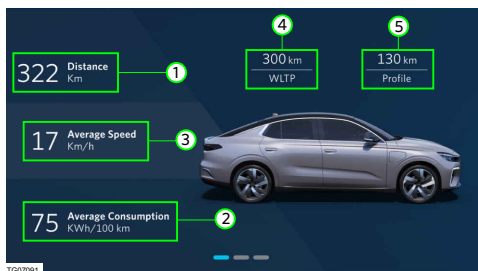 4
5
300 km
WLTP
130 km
Profile
322 Distance
Km
1
17 Average Speed
Km/h
3
75 Average Consumption
KWh/100 km
2
TG07091